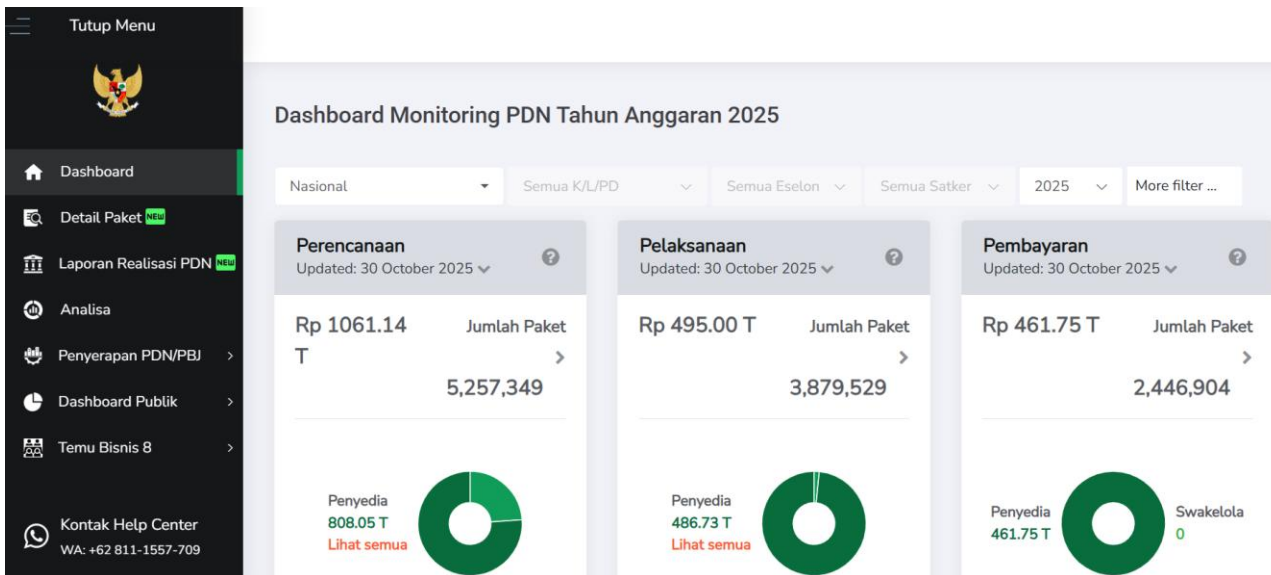 Tutup Menu
Dashboard
Detail Paket NEW
Laporan Realisasi PDN NEW
Analisa
Penyerapan PDN/PBJ
Dashboard Publik
Temu Bisnis 8
Kontak Help Center
WA: +62 811-1557-709
Dashboard Monitoring PDN Tahun Anggaran 2025
Nasional Semua K/L/PD Semua Eselon Semua Satker 2025 More filter ...
Perencanaan
Updated: 30 October 2025
Rp 1061.14 T
Jumlah Paket
5,257,349
Penyedia
808.05 T
Lihat semua
Pelaksanaan
Updated: 30 October 2025
Rp 495.00 T
Jumlah Paket
3,879,529
Penyedia
486.73 T
Lihat semua
Pembayaran
Updated: 30 October 2025
Rp 461.75 T
Jumlah Paket
2,446,904
Penyedia
461.75 T
Swakelola
0